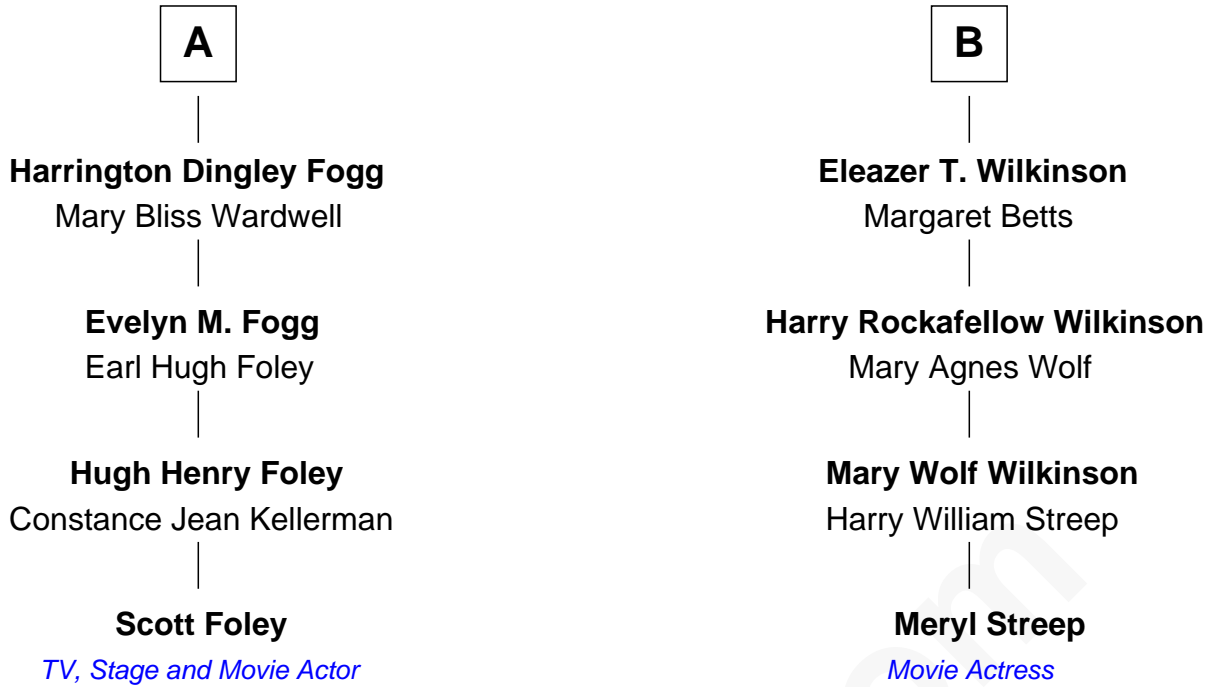 A
Harrington Dingley Fogg
Mary Bliss Wardwell
Evelyn M. Fogg
Earl Hugh Foley
Hugh Henry Foley
Constance Jean Kellerman
Scott Foley
TV, Stage and Movie Actor
B
Eleazer T. Wilkinson
Margaret Betts
Harry Rockafellow Wilkinson
Mary Agnes Wolf
Mary Wolf Wilkinson
Harry William Streep
Meryl Streep
Movie Actress